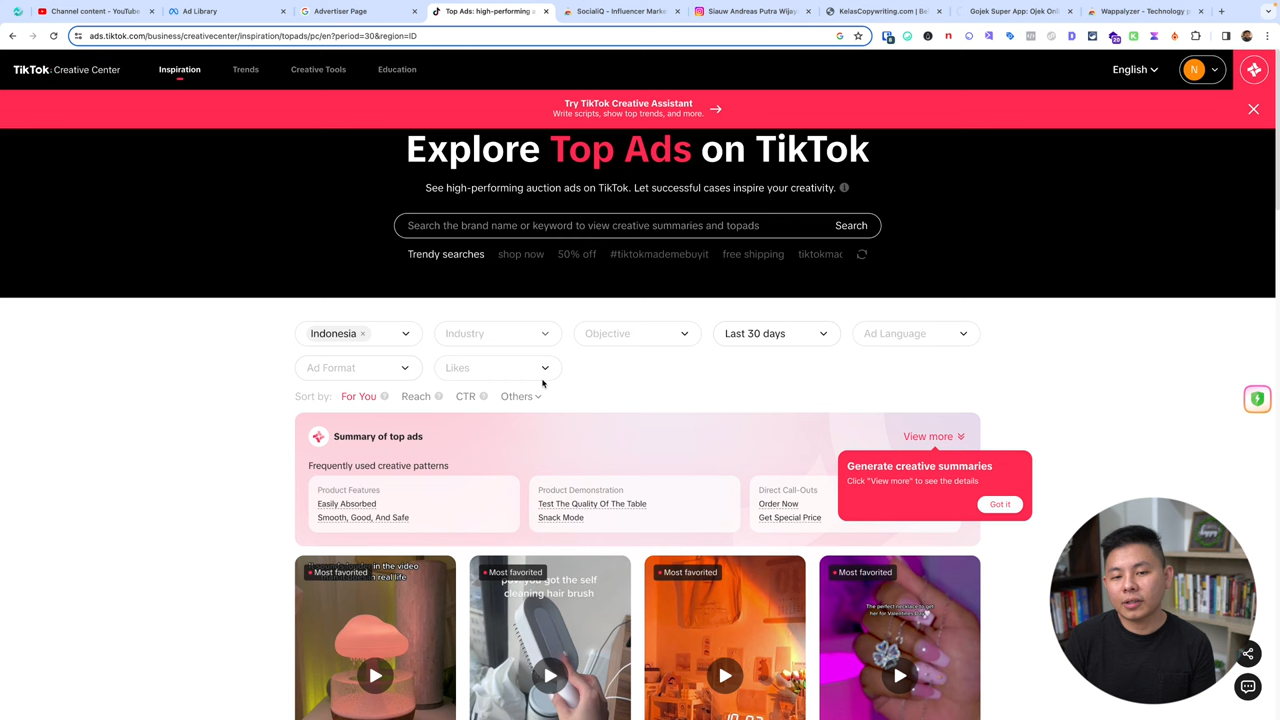 Channel content - YouTube
Ad Library
Advertiser Page
Top Ads: high-performing a
SocialiQ - Influencer Marke
Siauw Andreas Putra Wijay
KelasCopywriting.com | Be
Gojek Super App: Ojek Onl
Wappalyzer - Technology p
ads.tiktok.com/business/creativecenter/inspiration/topads/pc/en?period=30&region=ID
TikTok: Creative Center
Inspiration
Trends
Creative Tools
Education
English
N
Try TikTok Creative Assistant
Write scripts, show top trends, and more.
Explore Top Ads on TikTok
See high-performing auction ads on TikTok. Let successful cases inspire your creativity.
Search the brand name or keyword to view creative summaries and topads
Search
Trendy searches
shop now
50% off
#tiktokmademebuyit
free shipping
tiktokmac
Indonesia
Industry
Objective
Last 30 days
Ad Language
Ad Format
Likes
Sort by:
For You
Reach
CTR
Others
Summary of top ads
View more
Frequently used creative patterns
Generate creative summaries
Click "View more" to see the details
Got it
Product Features
Easily Absorbed
Smooth, Good, And Safe
Product Demonstration
Test The Quality Of The Table
Snack Mode
Direct Call-Outs
Order Now
Get Special Price
in the video
Most favorited
n real life
Most favorited
you got the self
cleaning hair brush
Most favorited
Most favorited
The perfect necklace to get
her for Valentines Day